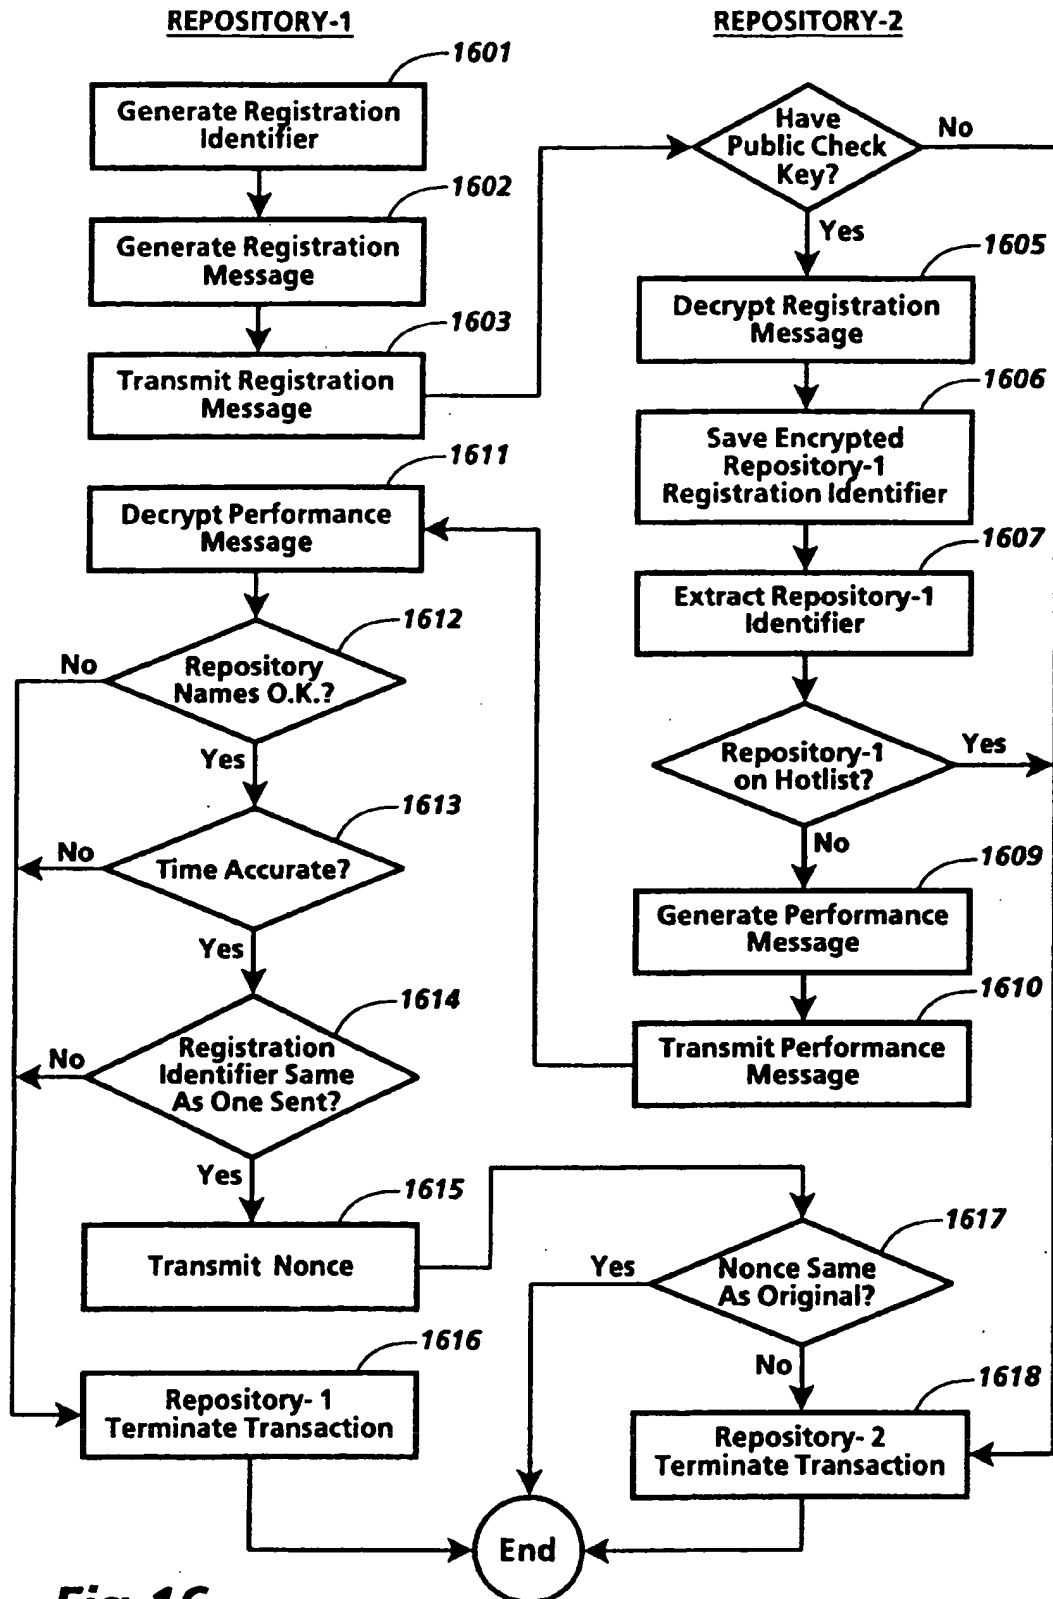 REPOSITORY-1
1601
Generate Registration
Identifier
1602
Generate Registration
Message
1603
Transmit Registration
Message
1611
Decrypt Performance
Message
1612
Repository
Names O.K.?
No
Yes
1613
Time Accurate?
No
Yes
1614
Registration
Identifier Same
As One Sent?
No
Yes
1615
Transmit Nonce
1616
Repository- 1
Terminate Transaction
REPOSITORY-2
Have
Public Check
Key?
No
Yes
1605
Decrypt Registration
Message
1606
Save Encrypted
Repository-1
Registration Identifier
1607
Extract Repository-1
Identifier
Repository-1
on Hotlist?
Yes
No
1609
Generate Performance
Message
1610
Transmit Performance
Message
1617
Nonce Same
As Original?
Yes
No
1618
Repository- 2
Terminate Transaction
End